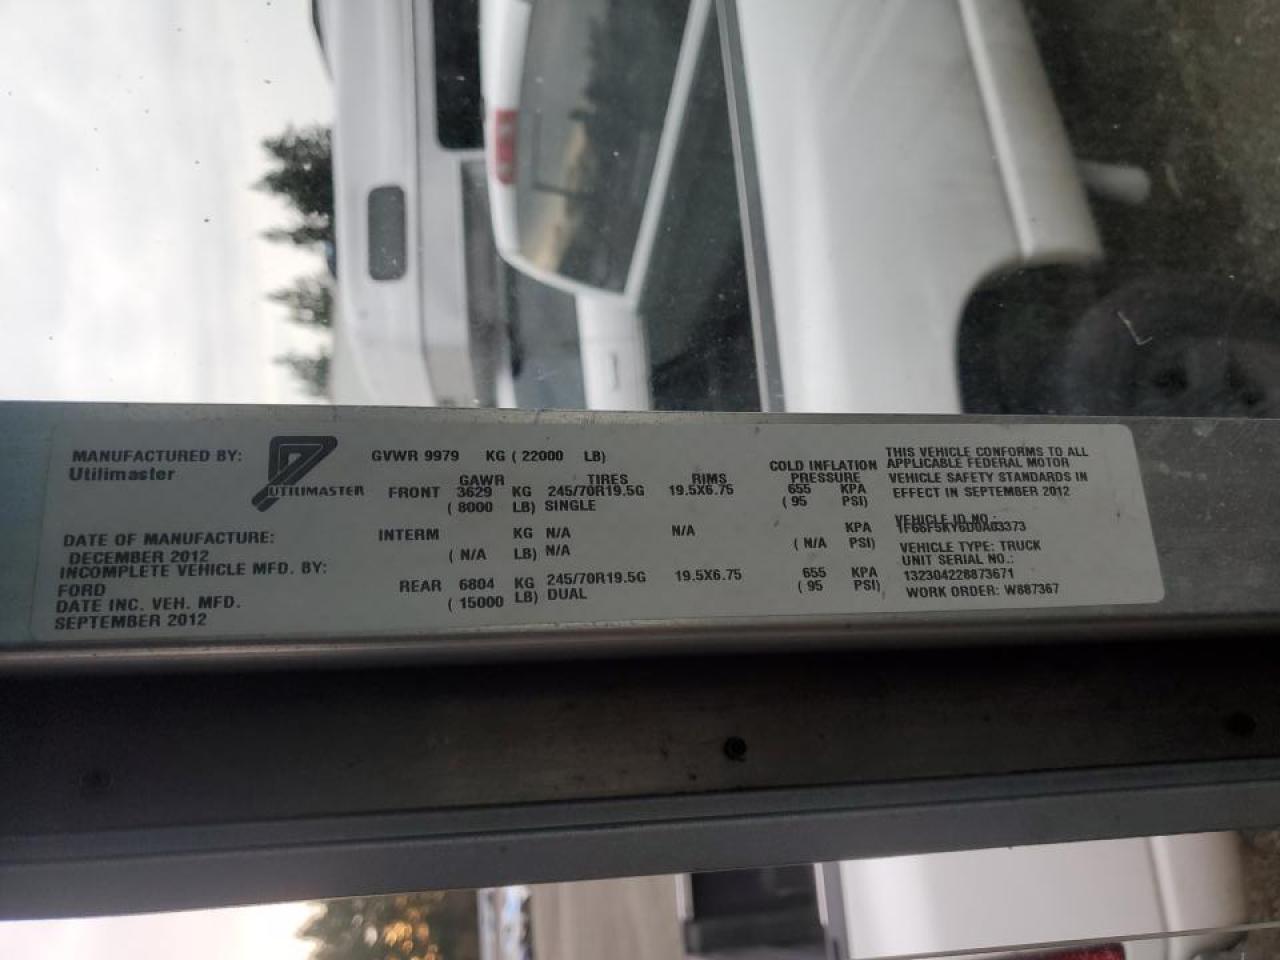 MANUFACTURED BY:
Utilimaster
UTILIMASTER
DATE OF MANUFACTURE:
DECEMBER 2012
INCOMPLETE VEHICLE MFD. BY:
FORD
DATE INC. VEH. MFD.
SEPTEMBER 2012
GVWR 9979 KG ( 22000 LB)
GAWR TIRES RIMS COLD INFLATION PRESSURE
FRONT 3629 KG 245/70R19.5G 19.5X6.75 655 KPA
( 8000 LB) SINGLE ( 95 PSI)
INTERM KG N/A N/A KPA
( N/A LB) N/A ( N/A PSI)
REAR 6804 KG 245/70R19.5G 19.5X6.75 655 KPA
( 15000 LB) DUAL ( 95 PSI)
THIS VEHICLE CONFORMS TO ALL
APPLICABLE FEDERAL MOTOR
VEHICLE SAFETY STANDARDS IN
EFFECT IN SEPTEMBER 2012
VEHICLE ID NO.:
1F66F5KY6D0A03373
VEHICLE TYPE: TRUCK
UNIT SERIAL NO.:
132304228873671
WORK ORDER: W887367